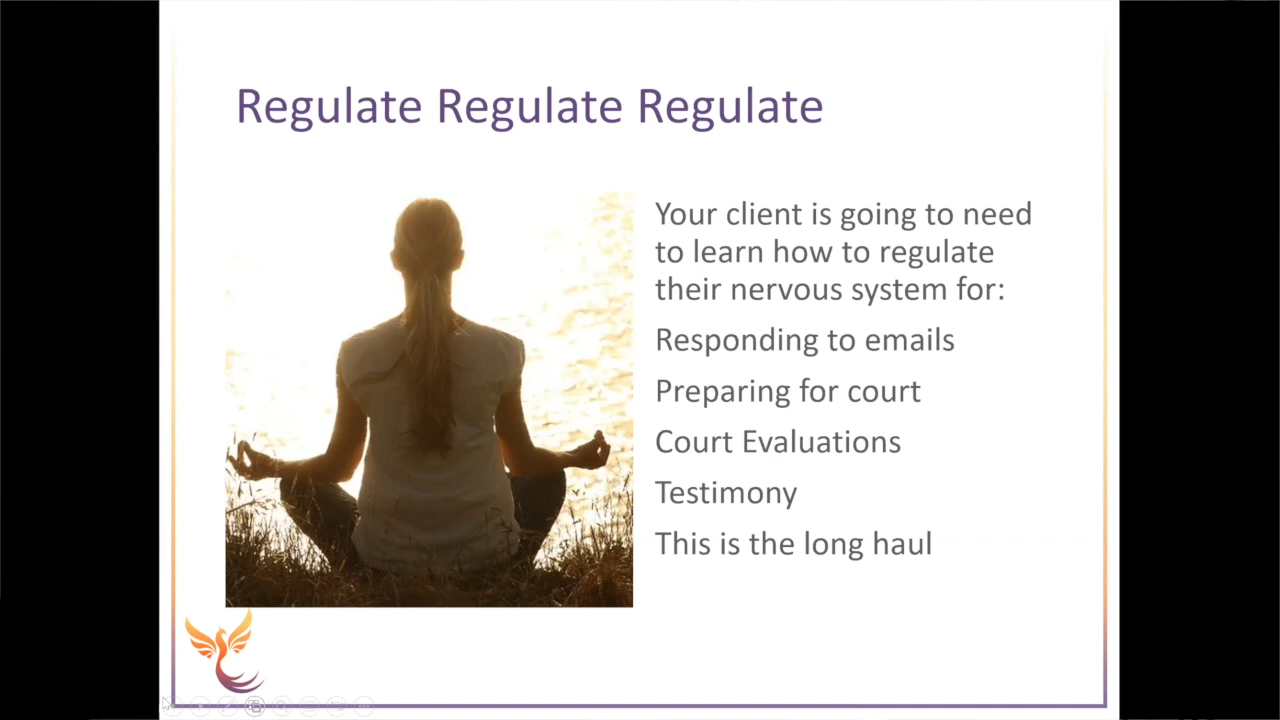 Regulate Regulate Regulate
Your client is going to need
to learn how to regulate
their nervous system for:
Responding to emails
Preparing for court
Court Evaluations
Testimony
This is the long haul